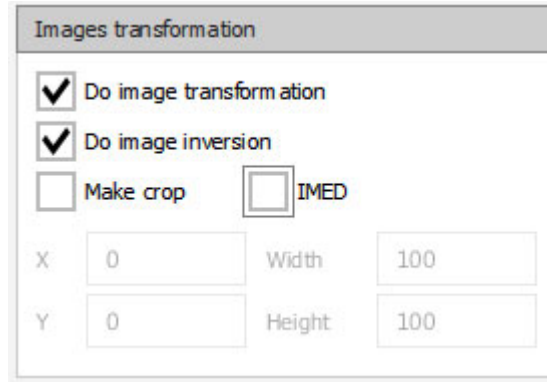 Images transformation
Do image transformation
Do image inversion
Make crop IMED
X 0 Width 100
Y 0 Height 100